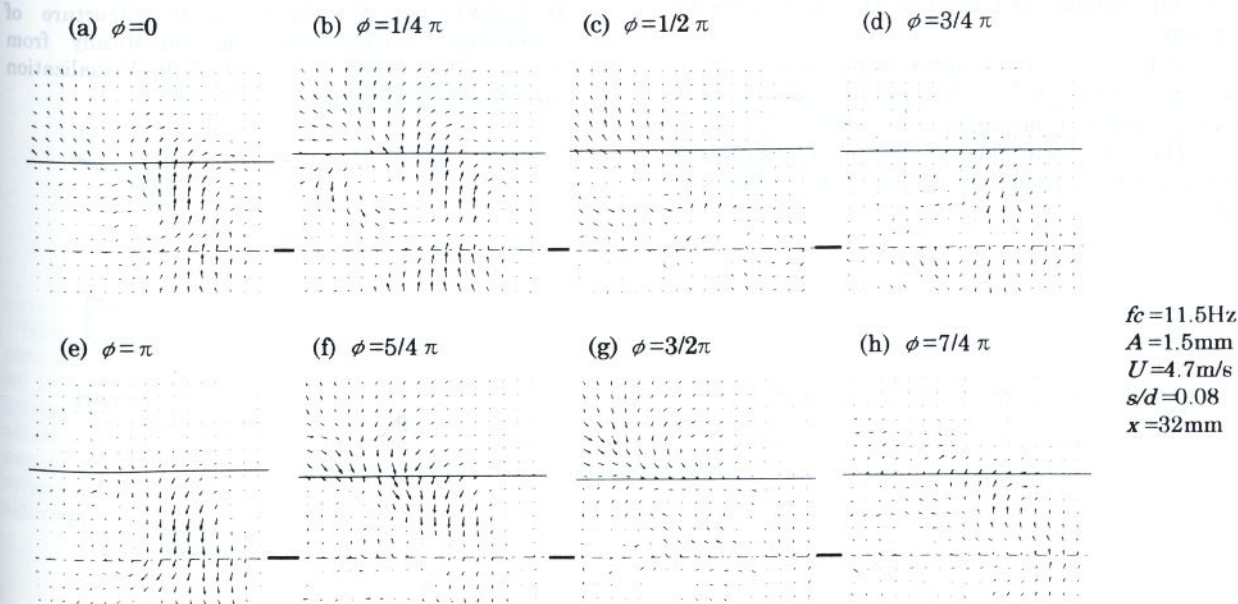 (a) φ=0
(b) φ=1/4 π
(c) φ=1/2 π
(d) φ=3/4 π
(e) φ=π
(f) φ=5/4 π
(g) φ=3/2π
(h) φ=7/4 π
fc=11.5Hz
A=1.5mm
U=4.7m/s
s/d=0.08
x=32mm